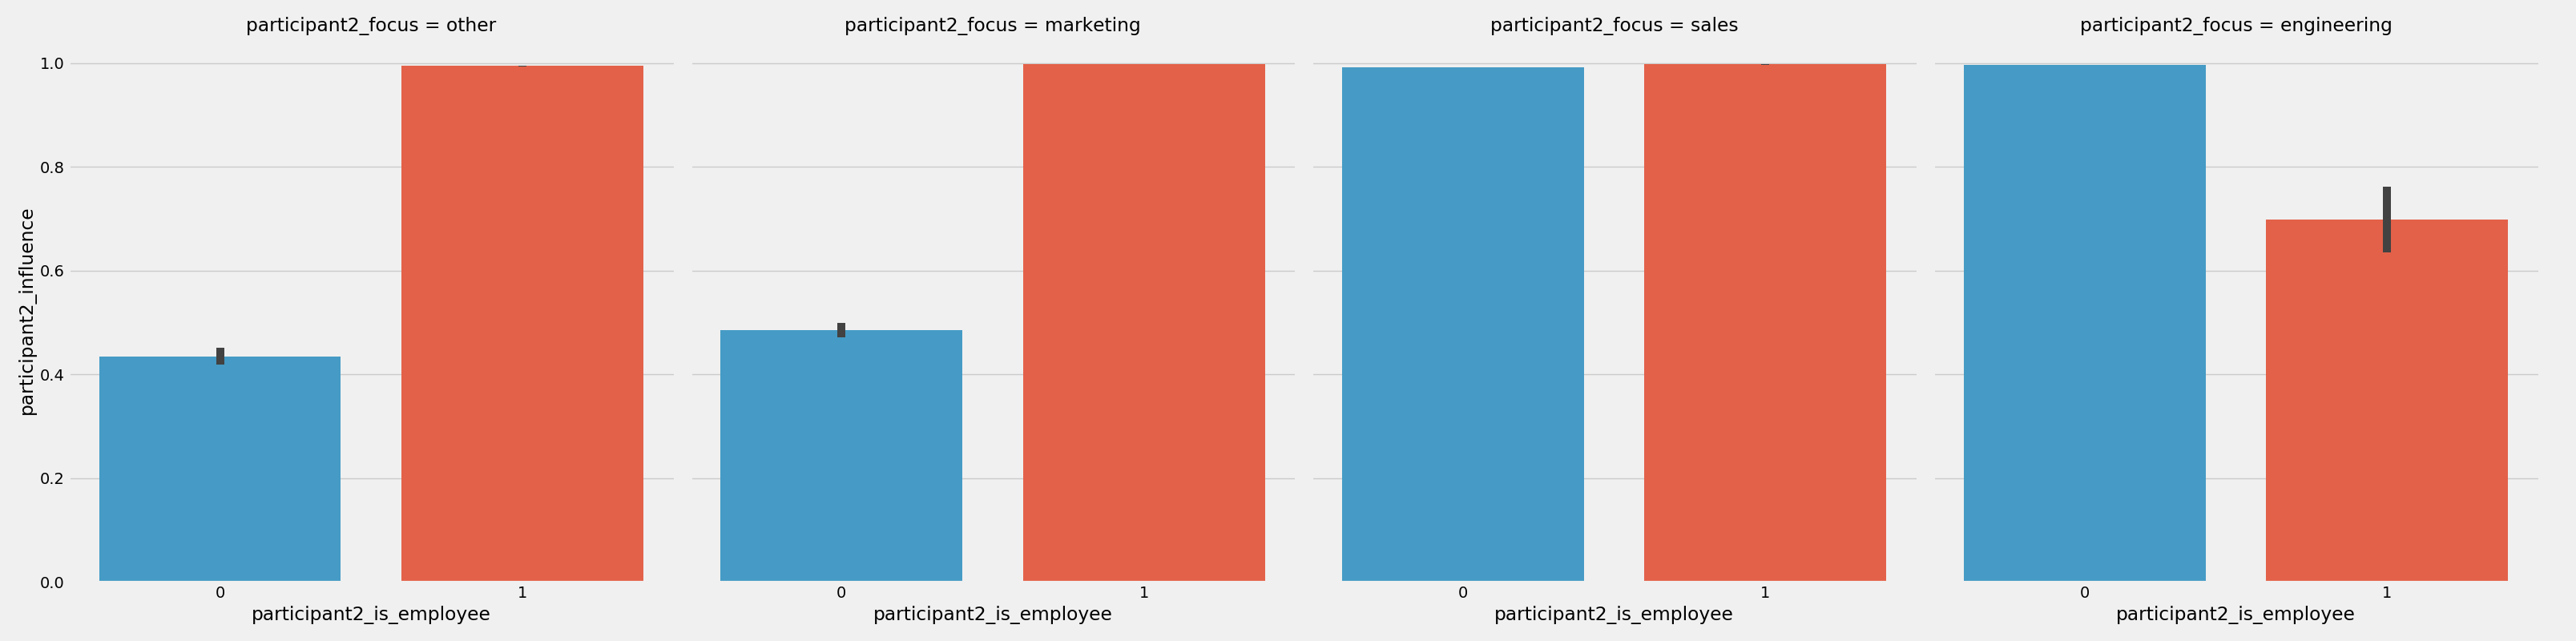 participant2_focus = other
participant2_focus = marketing
participant2_focus = sales
participant2_focus = engineering
participant2_influence
1.0
0.8
0.6
0.4
0.2
0.0
0 1
0 1
0 1
0 1
participant2_is_employee
participant2_is_employee
participant2_is_employee
participant2_is_employee